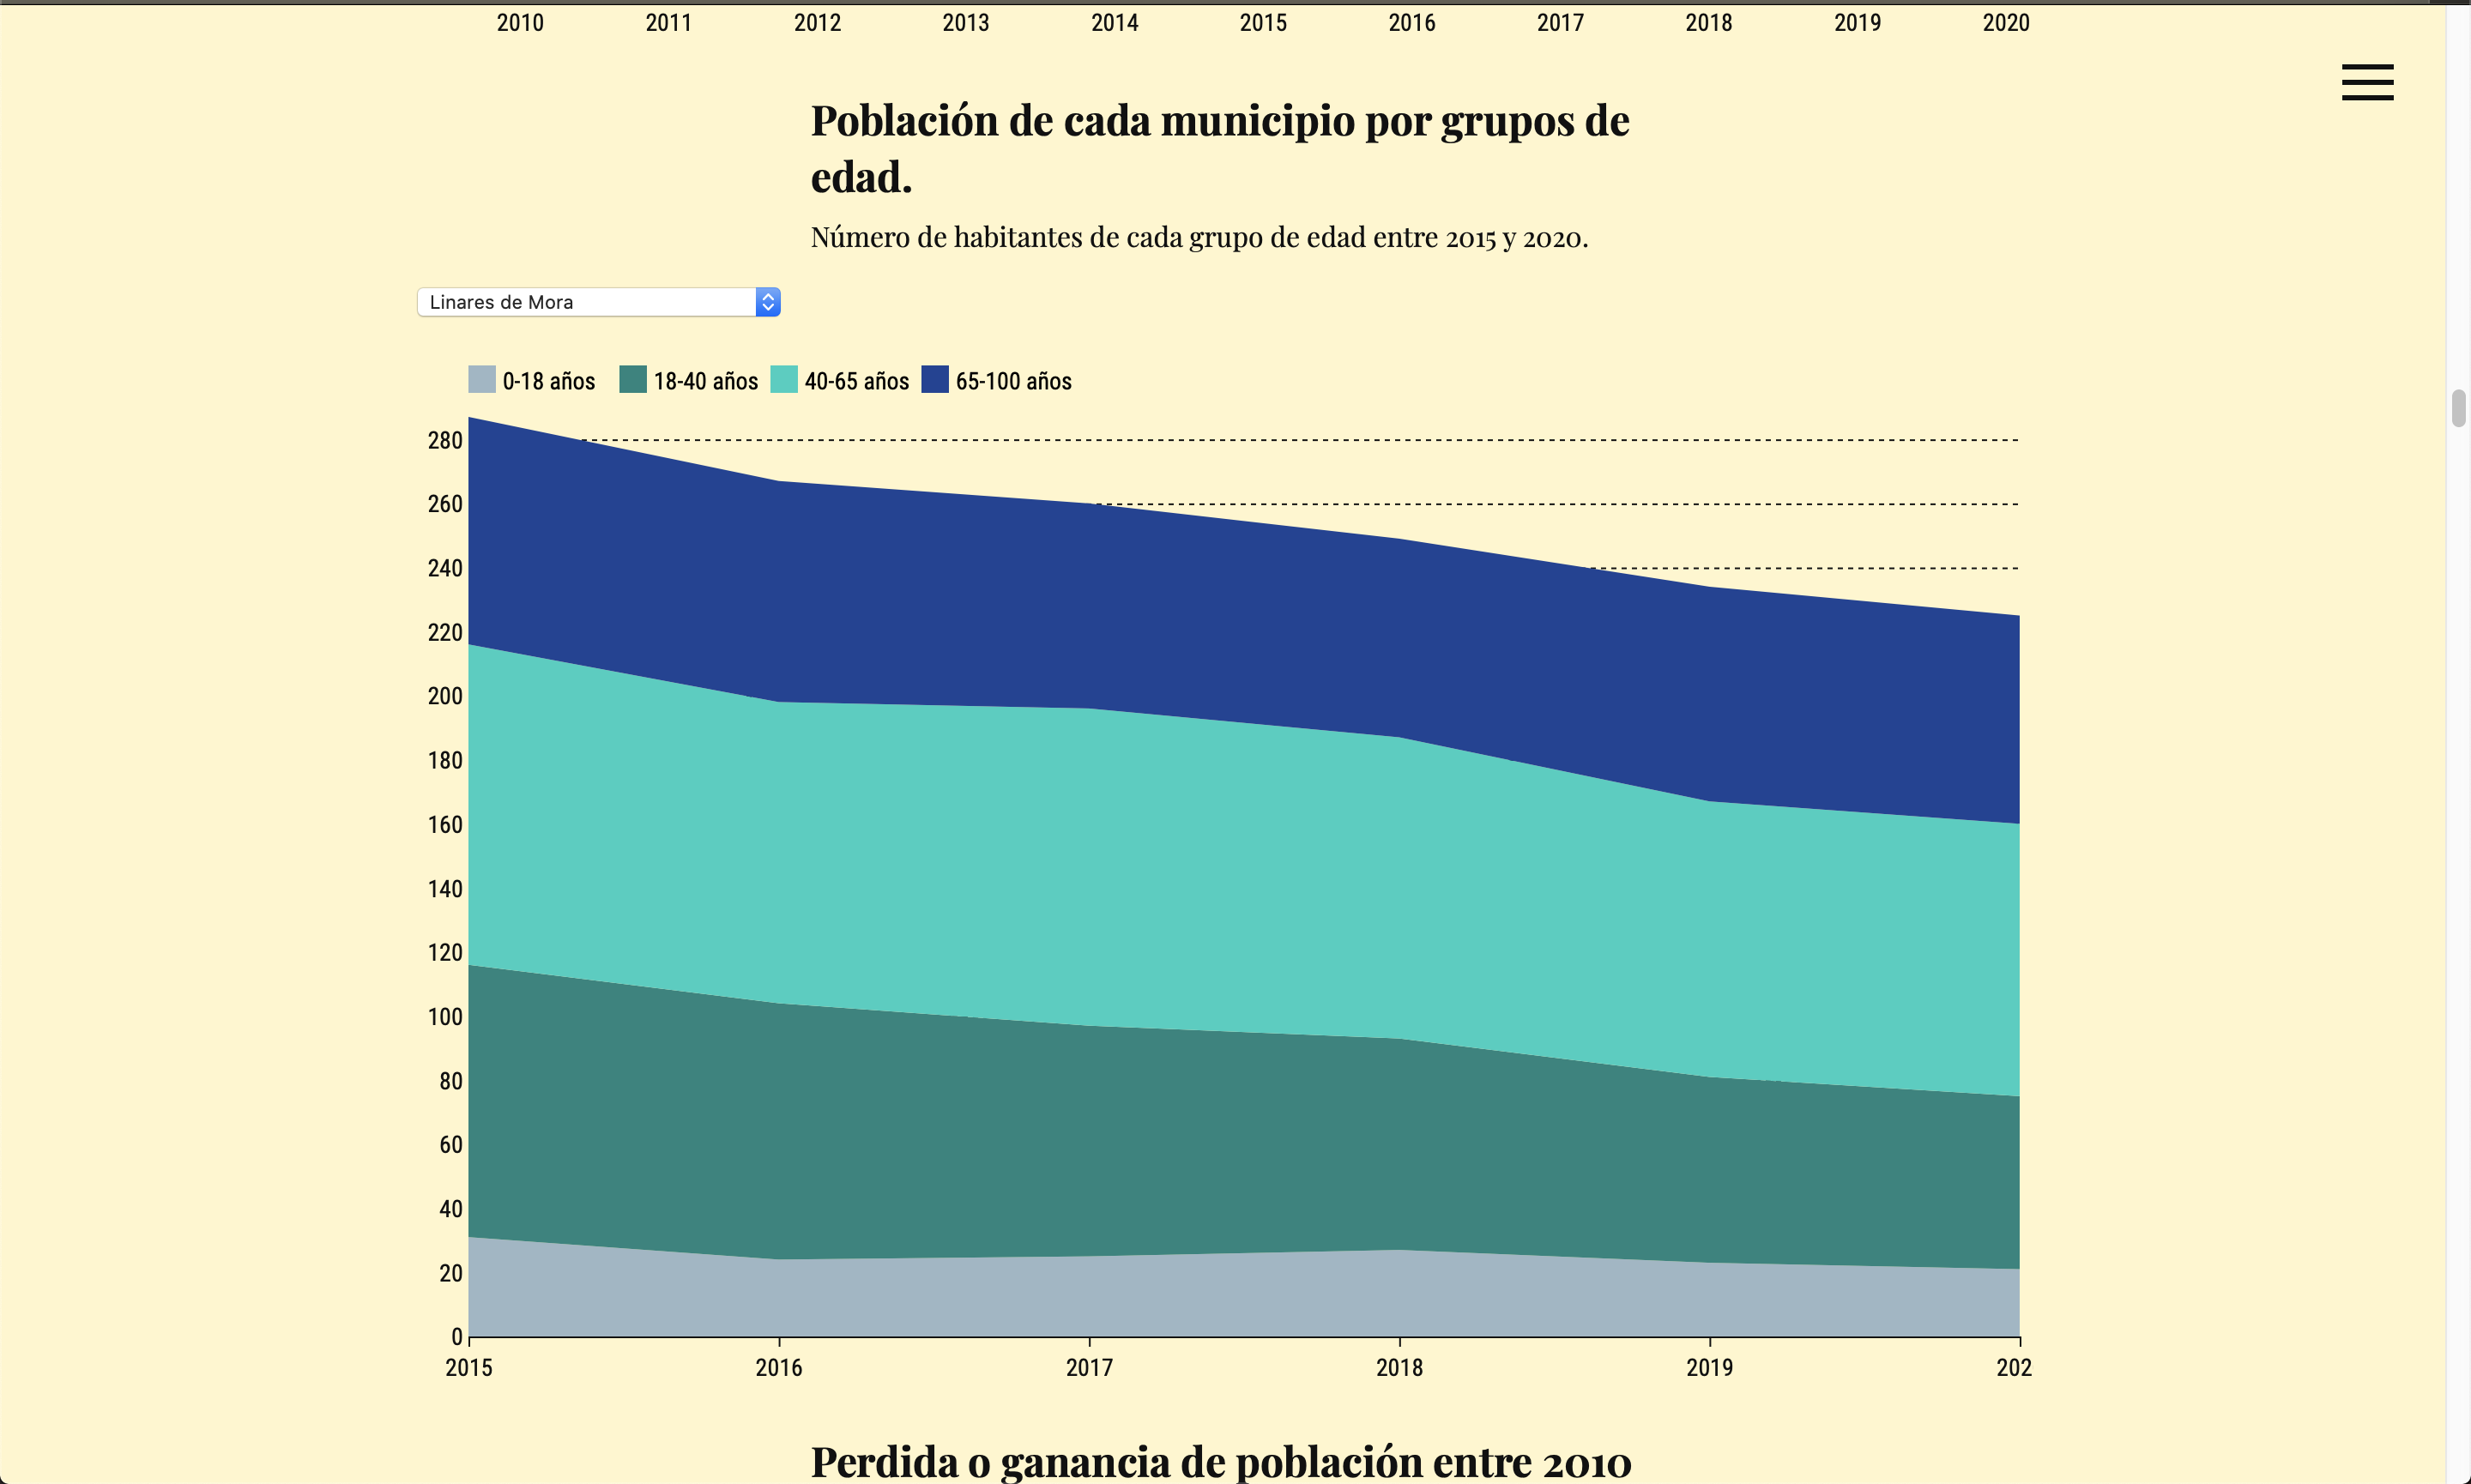 2010 2011 2012 2013 2014 2015 2016 2017 2018 2019 2020
Población de cada municipio por grupos de
edad.
Número de habitantes de cada grupo de edad entre 2015 y 2020.
Linares de Mora
0-18 años 18-40 años 40-65 años 65-100 años
280
260
240
220
200
180
160
140
120
100
80
60
40
20
0
2015 2016 2017 2018 2019 202
Perdida o ganancia de población entre 2010